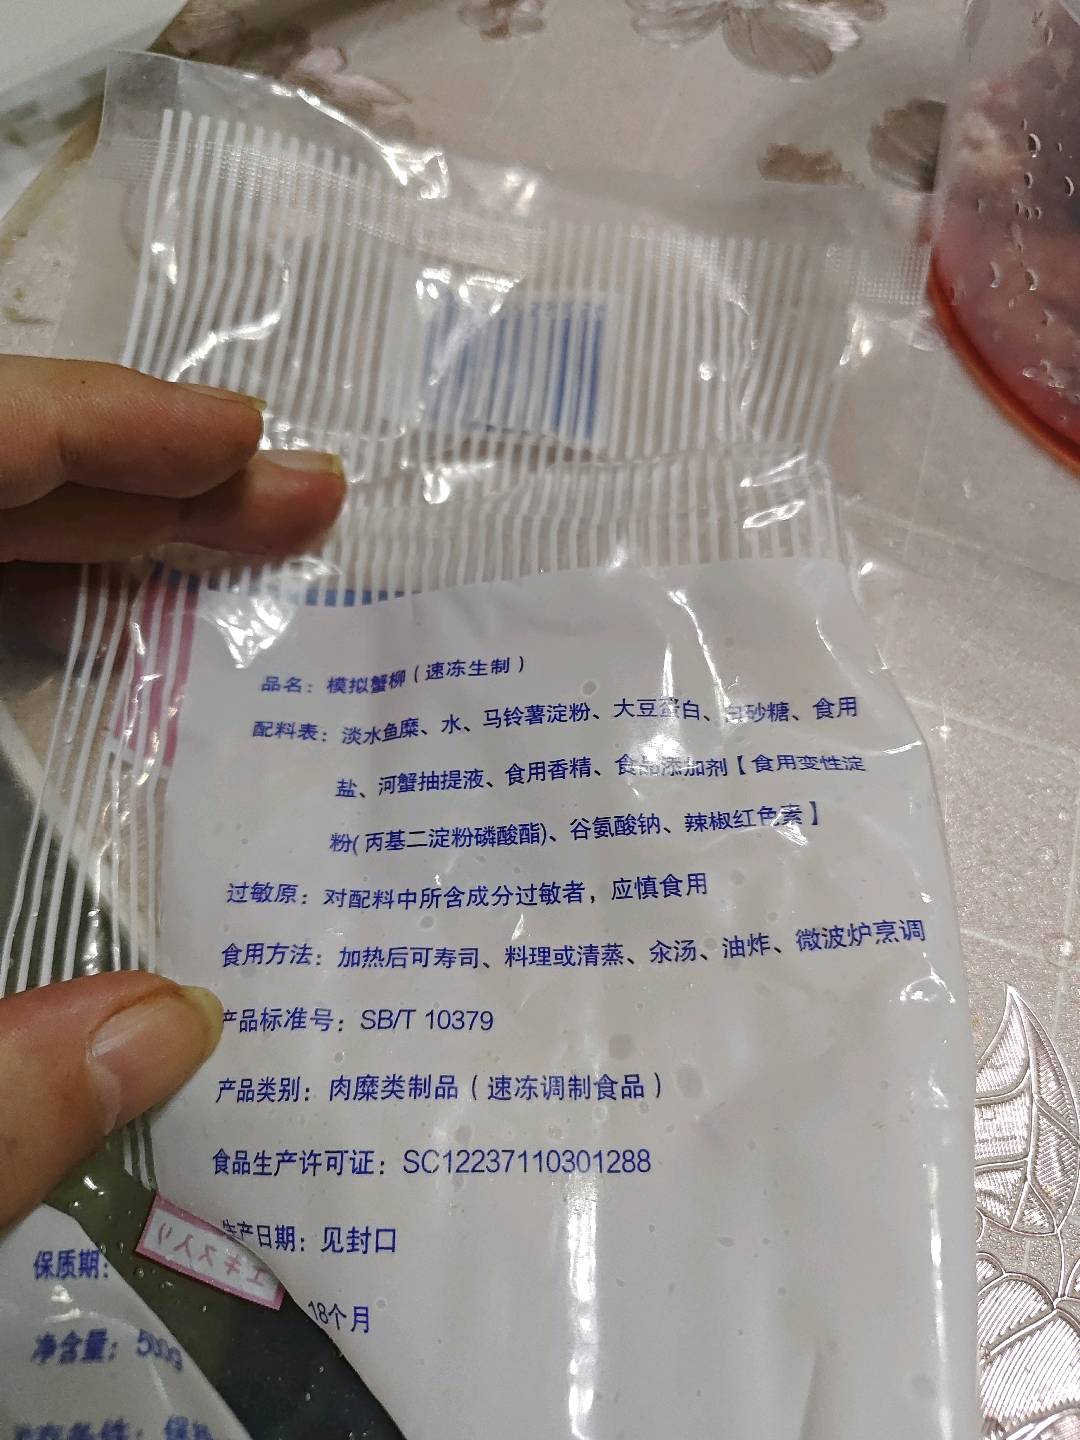 品名：模拟蟹柳（速冻生制）
配料表：淡水鱼糜、水、马铃薯淀粉、大豆蛋白、白砂糖、食用
盐、河蟹抽提液、食用香精、食品添加剂【食用变性淀
粉(丙基二淀粉磷酸酯)、谷氨酸钠、辣椒红色素】
过敏原：对配料中所含成分过敏者，应慎食用
食用方法：加热后可寿司、料理或清蒸、汆汤、油炸、微波炉烹调
产品标准号：SB/T 10379
产品类别：肉糜类制品（速冻调制食品）
食品生产许可证：SC12237110301288
生产日期：见封口
保质期：18个月
净含量：500g
エキス入り